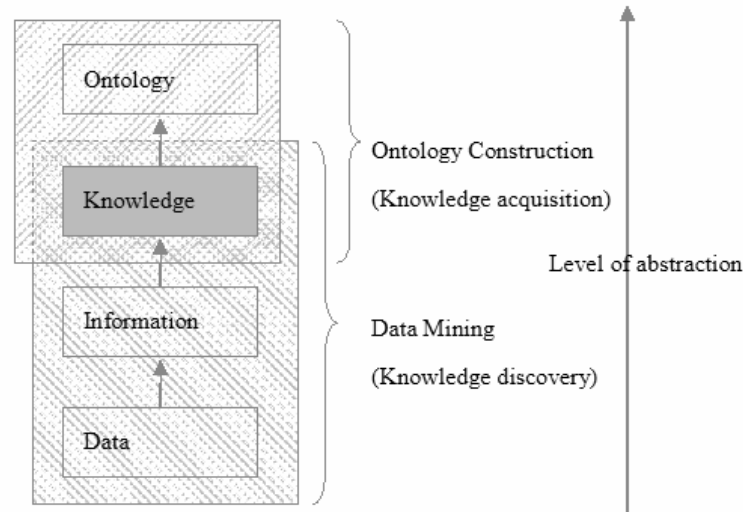 Ontology
Knowledge
Information
Data
Ontology Construction
(Knowledge acquisition)
Data Mining
(Knowledge discovery)
Level of abstraction